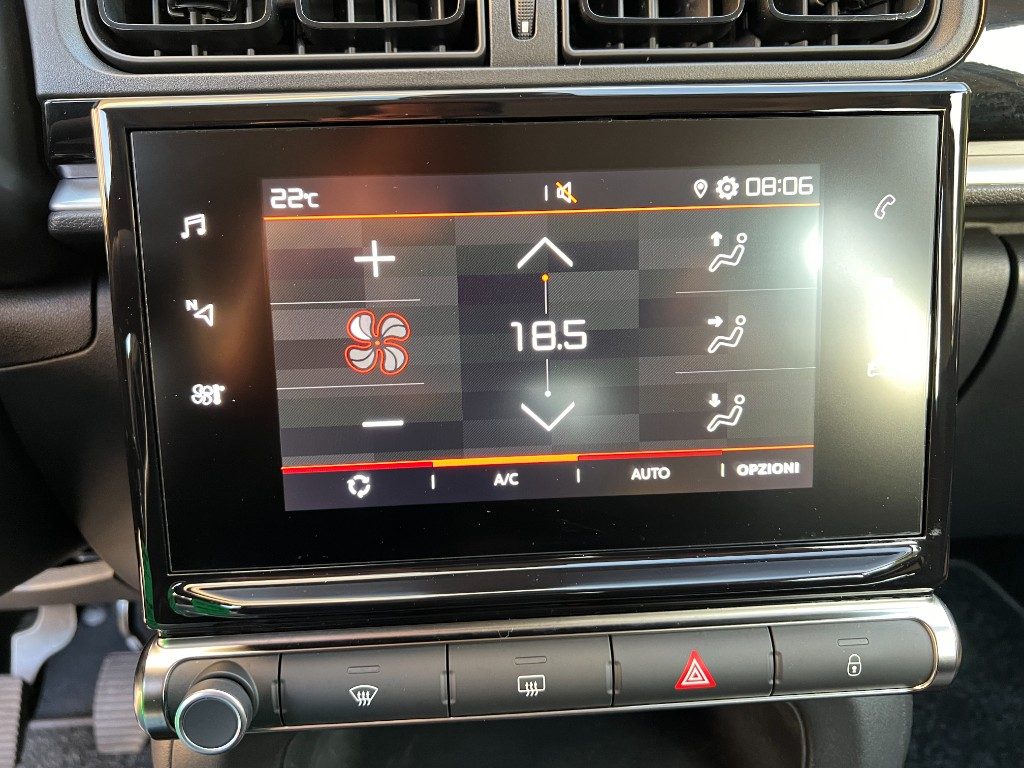 22°C 08:06
N
18.5
A/C AUTO OPZIONI